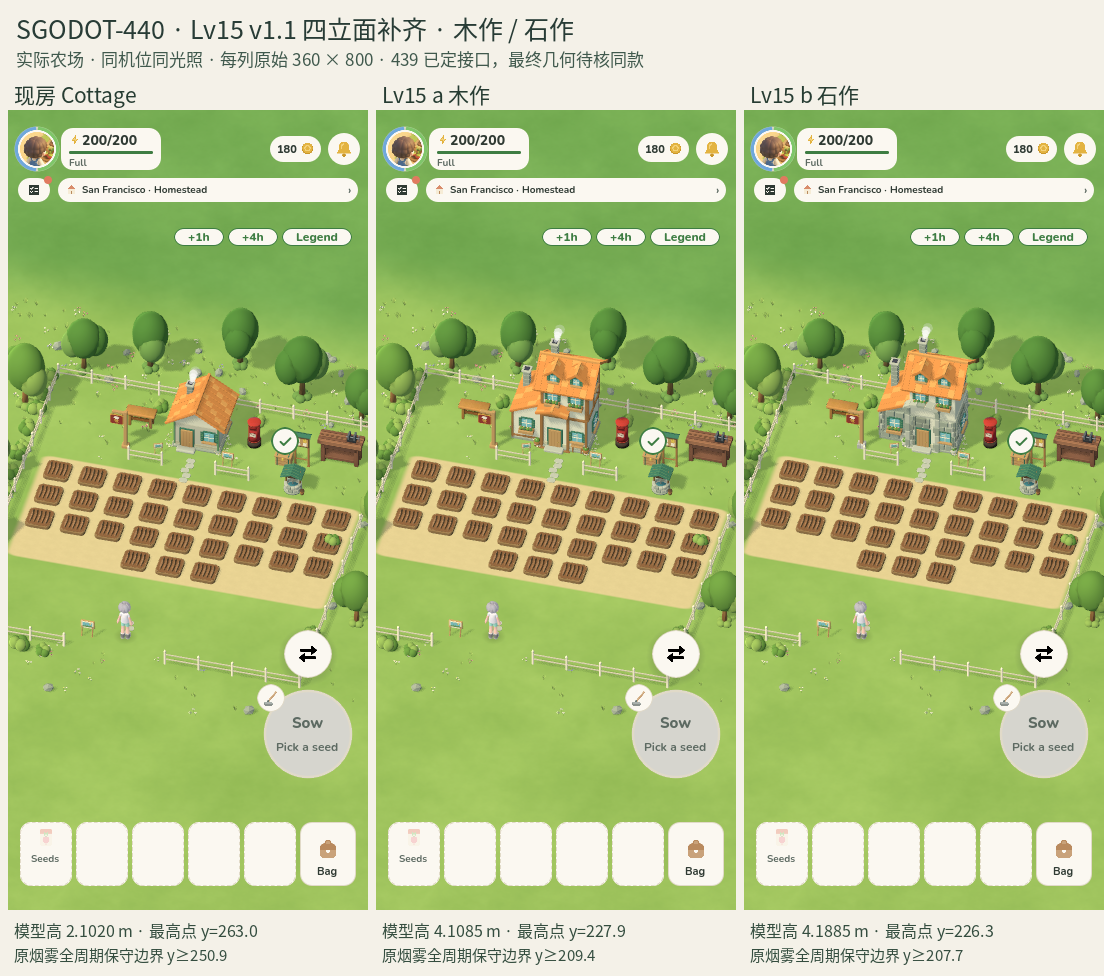 SGODOT-440 · Lv15 v1.1 四立面补齐 · 木作 / 石作
实际农场 · 同机位同光照 · 每列原始 360 × 800 · 439 已定接口，最终几何待核同款
现房 Cottage
200/200
Full
180
San Francisco · Homestead
+1h
+4h
Legend
Sow
Pick a seed
Seeds
Bag
模型高 2.1020 m · 最高点 y=263.0
原烟雾全周期保守边界 y≥250.9
Lv15 a 木作
200/200
Full
180
San Francisco · Homestead
+1h
+4h
Legend
Sow
Pick a seed
Seeds
Bag
模型高 4.1085 m · 最高点 y=227.9
原烟雾全周期保守边界 y≥209.4
Lv15 b 石作
200/200
Full
180
San Francisco · Homestead
+1h
+4h
Legend
Sow
Pick a seed
Seeds
Bag
模型高 4.1885 m · 最高点 y=226.3
原烟雾全周期保守边界 y≥207.7